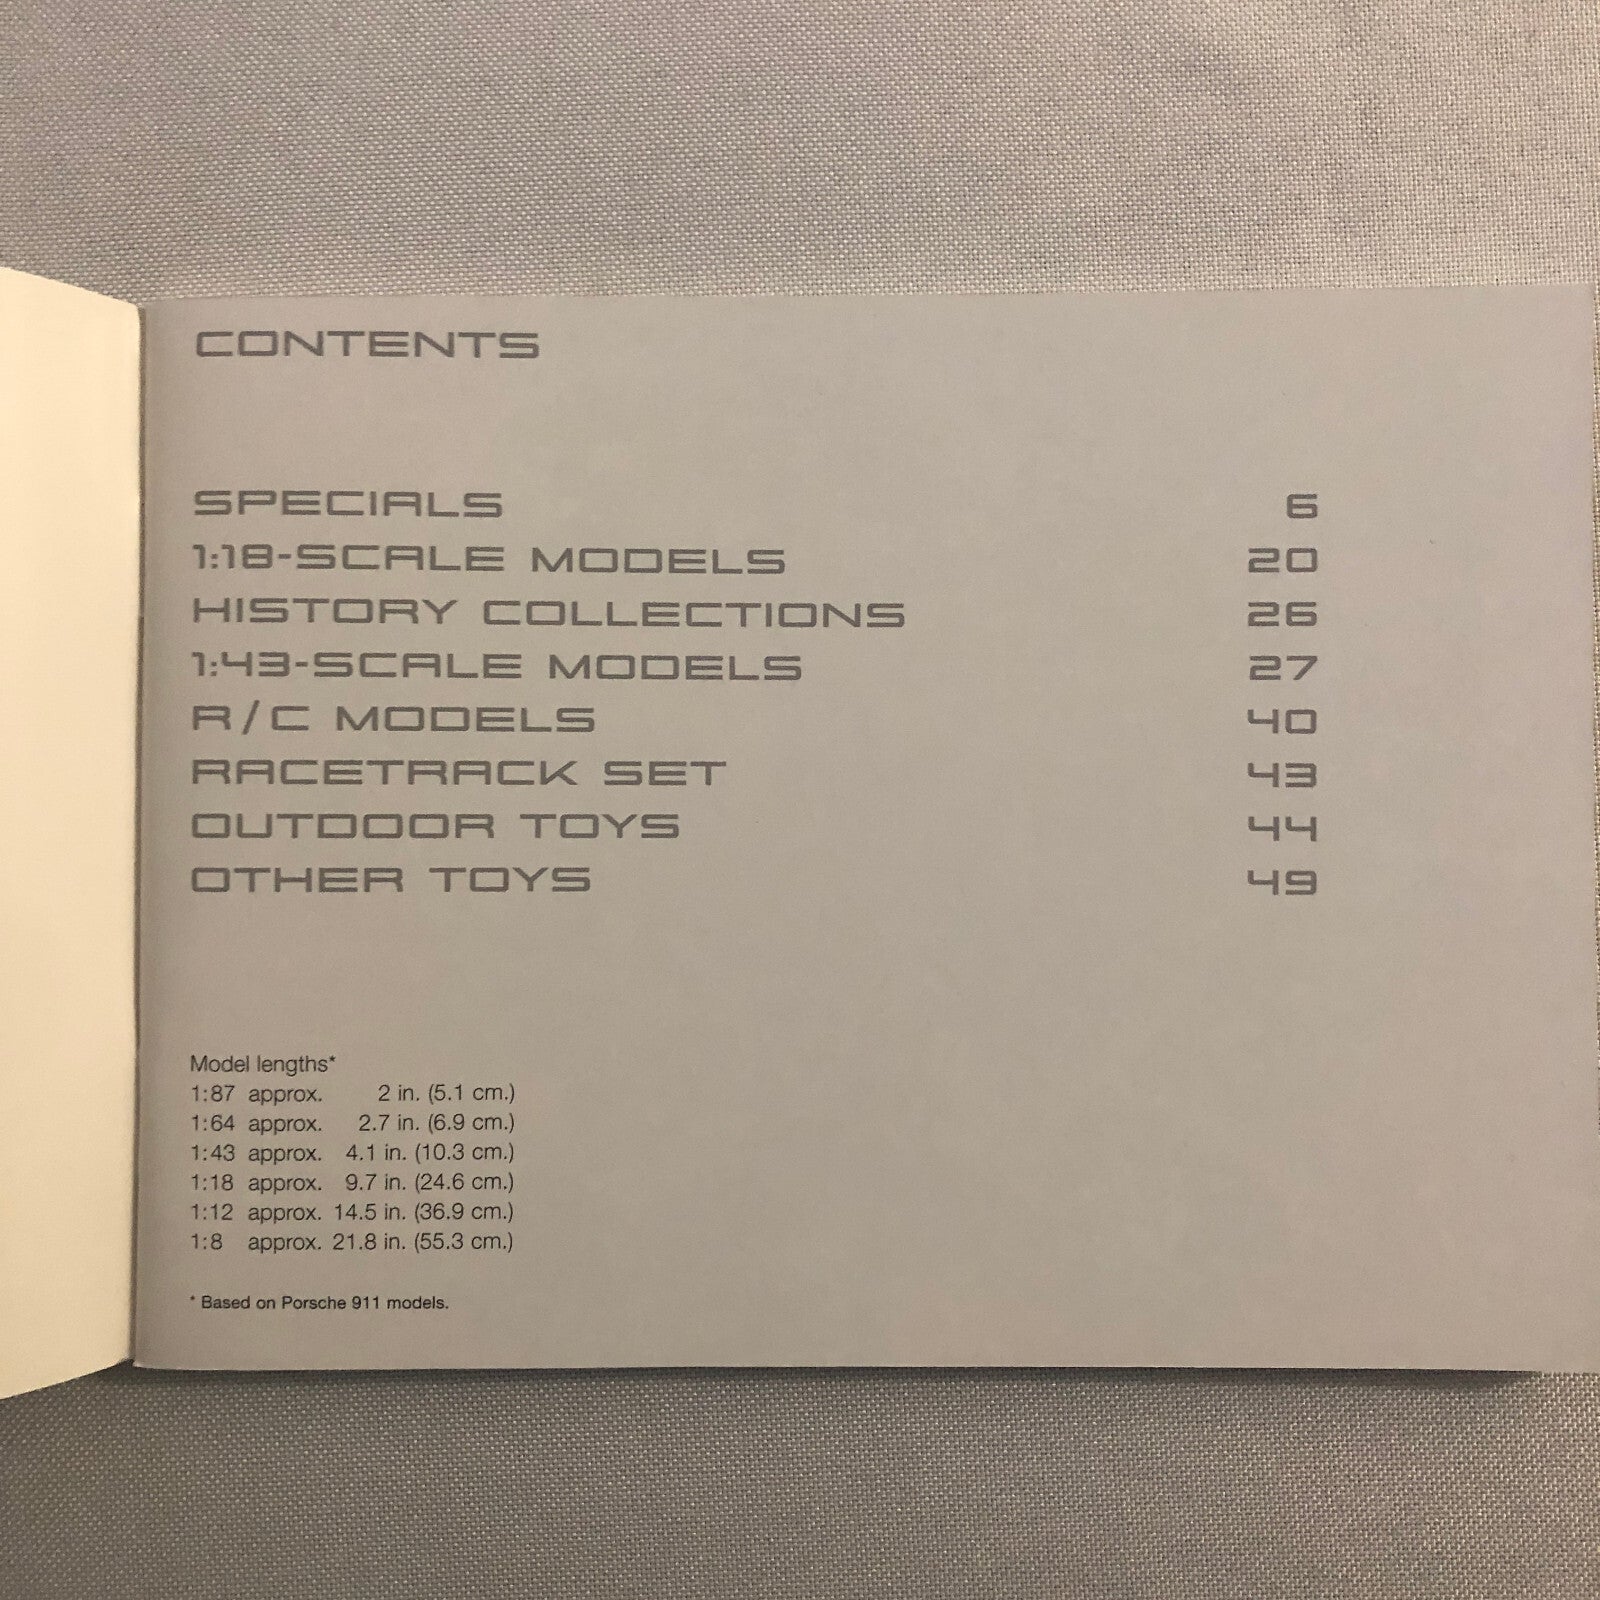 CONTENTS
SPECIALS 6
1:18-SCALE MODELS 20
HISTORY COLLECTIONS 26
1:43-SCALE MODELS 27
R/C MODELS 40
RACETRACK SET 43
OUTDOOR TOYS 44
OTHER TOYS 49
Model lengths*
1:87 approx. 2 in. (5.1 cm.)
1:64 approx. 2.7 in. (6.9 cm.)
1:43 approx. 4.1 in. (10.3 cm.)
1:18 approx. 9.7 in. (24.6 cm.)
1:12 approx. 14.5 in. (36.9 cm.)
1:8 approx. 21.8 in. (55.3 cm.)
* Based on Porsche 911 models.